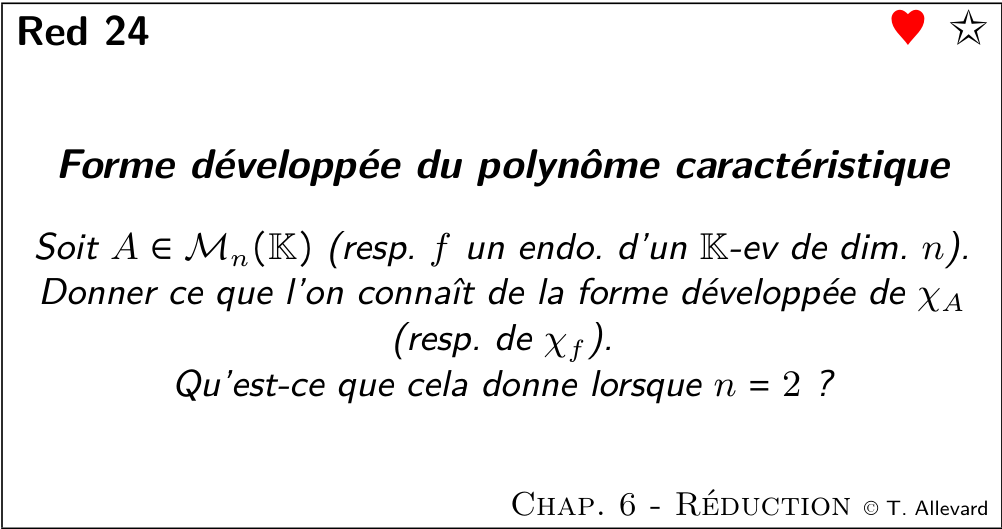 Red 24
Forme développée du polynôme caractéristique
Soit A ∈ ℳₙ(𝕂) (resp. f un endo. d'un 𝕂-ev de dim. n).
Donner ce que l'on connaît de la forme développée de χ_A
(resp. de χ_f).
Qu'est-ce que cela donne lorsque n = 2 ?
Chap. 6 - Réduction © T. Allevard